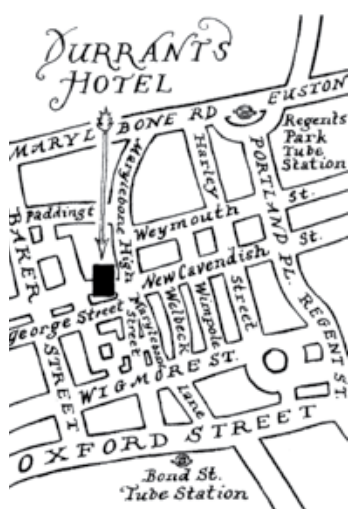 DURRANTS
HOTEL
MARYLEBONE RD
EUSTON
Regents
Park
Tube
Station
Marylebone High
Harley
PORTLAND PL.
Paddingt
Weymouth
St.
BAKER
STREET
New Cavendish
St.
George Street
Street
Welbeck
Wimpole
Street
REGENT ST.
WIGMORE ST.
Lane
OXFORD STREET
Bond St.
Tube Station